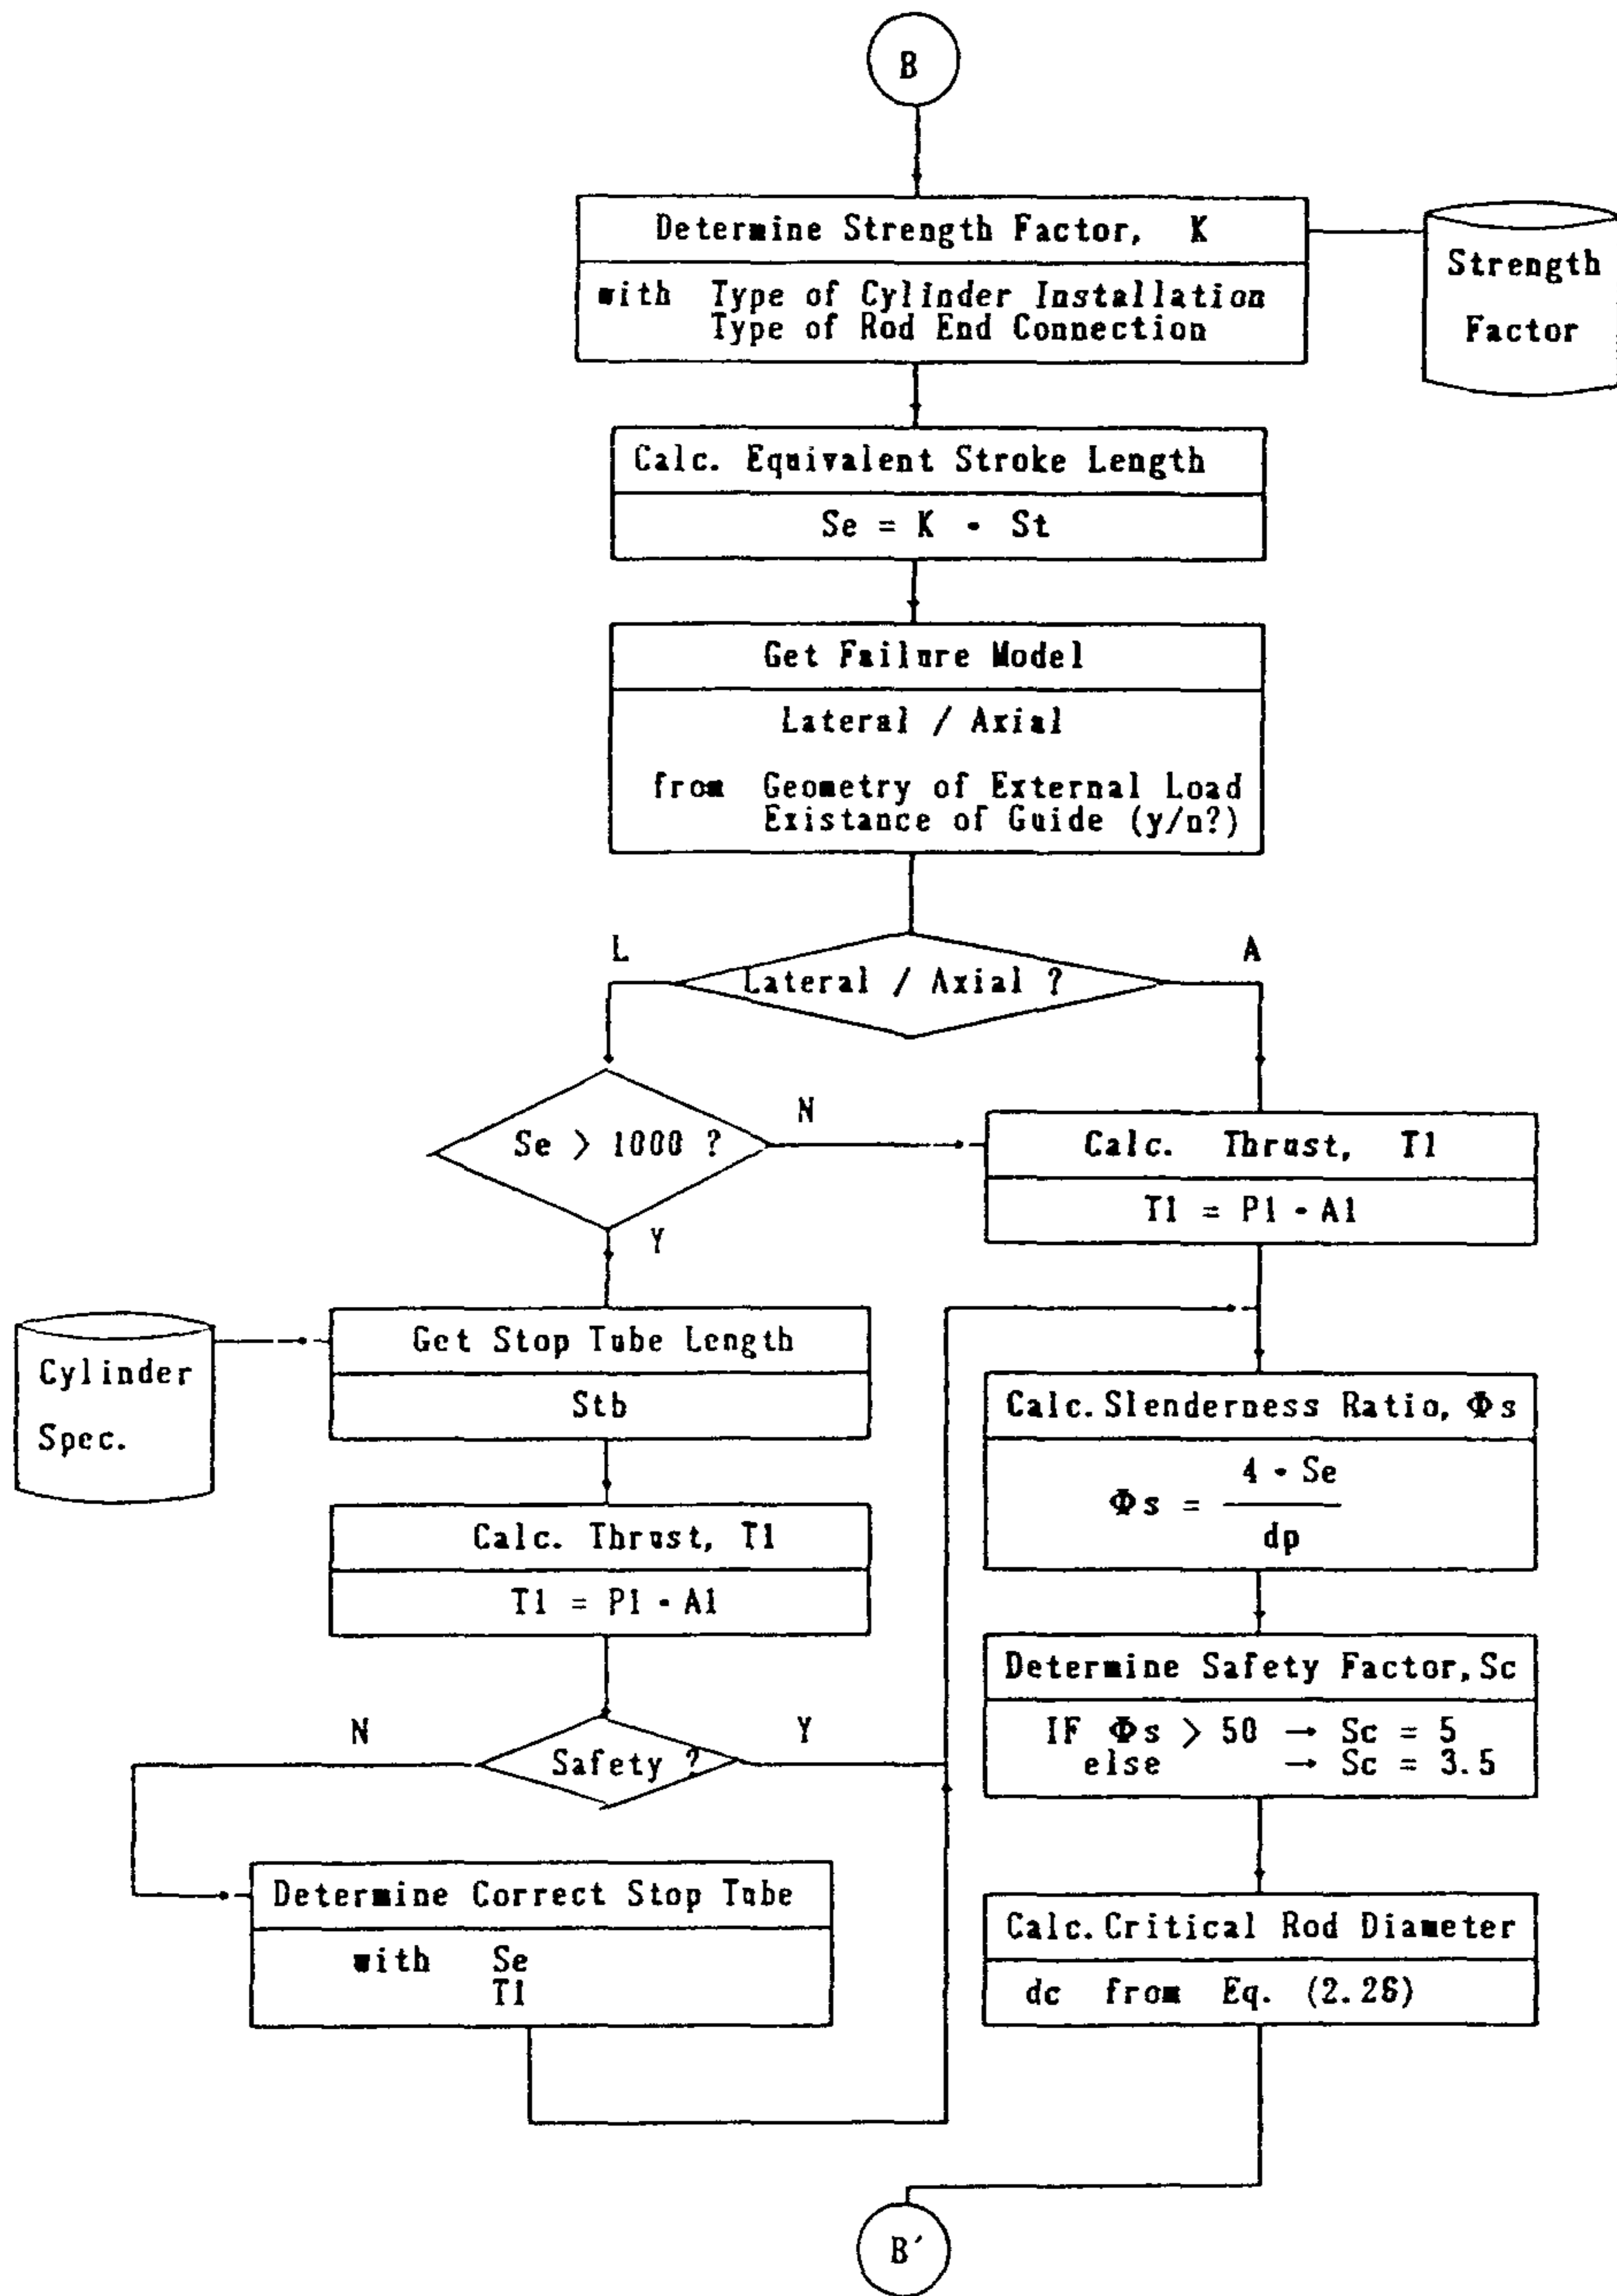 B
Determine Strength Factor, K
with Type of Cylinder Installation
Type of Rod End Connection
Strength
Factor
Calc. Equivalent Stroke Length
Se = K · St
Get Failure Model
Lateral / Axial
from Geometry of External Load
Existance of Guide (y/n?)
Lateral / Axial ?
L
A
Se > 1000 ?
N
Y
Calc. Thrust, T1
T1 = P1 · A1
Cylinder
Spec.
Get Stop Tube Length
Stb
Calc. Thrust, T1
T1 = P1 · A1
Safety ?
N
Y
Determine Correct Stop Tube
with Se
T1
Calc. Slenderness Ratio, Φs
Φs = 4 · Se / dp
Determine Safety Factor, Sc
IF Φs > 50 → Sc = 5
else → Sc = 3.5
Calc. Critical Rod Diameter
dc from Eq. (2.26)
B′